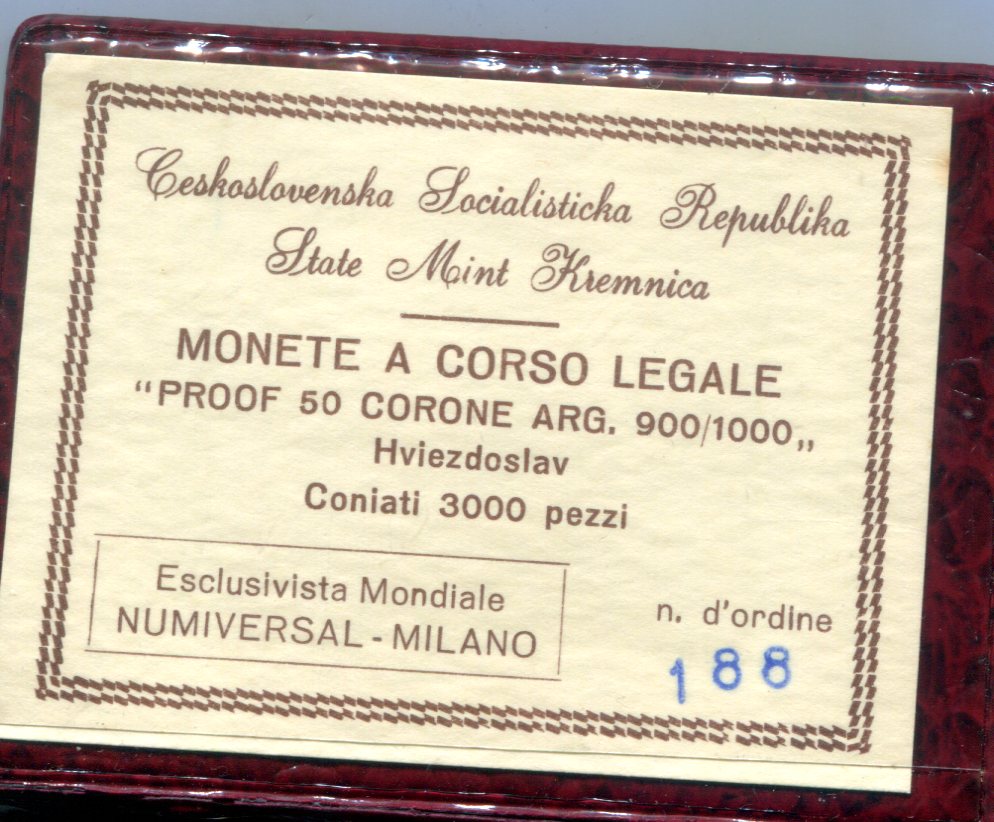 Ceskoslovenska Socialisticka Republika
State Mint Kremnica
MONETE A CORSO LEGALE
“PROOF 50 CORONE ARG. 900/1000„
Hviezdoslav
Coniati 3000 pezzi
Esclusivista Mondiale
NUMIVERSAL - MILANO
n. d'ordine
188